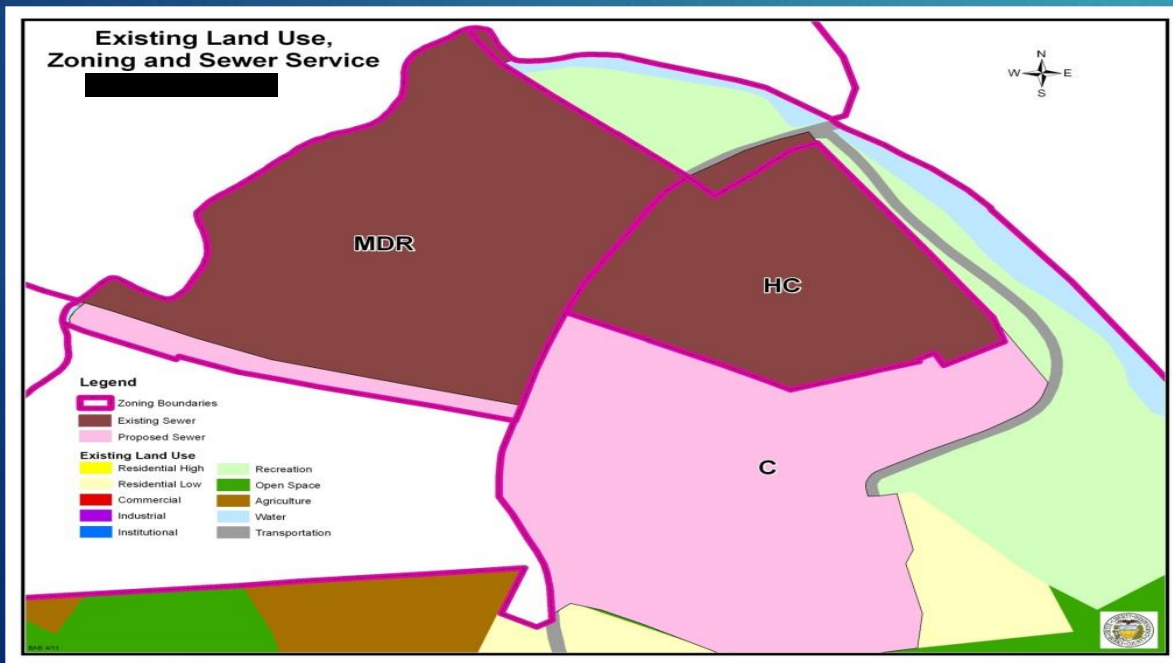 Existing Land Use,
Zoning and Sewer Service
N
W E
S
MDR
HC
C
Legend
Zoning Boundaries
Existing Sewer
Proposed Sewer
Existing Land Use
Residential High
Residential Low
Commercial
Industrial
Institutional
Recreation
Open Space
Agriculture
Water
Transportation